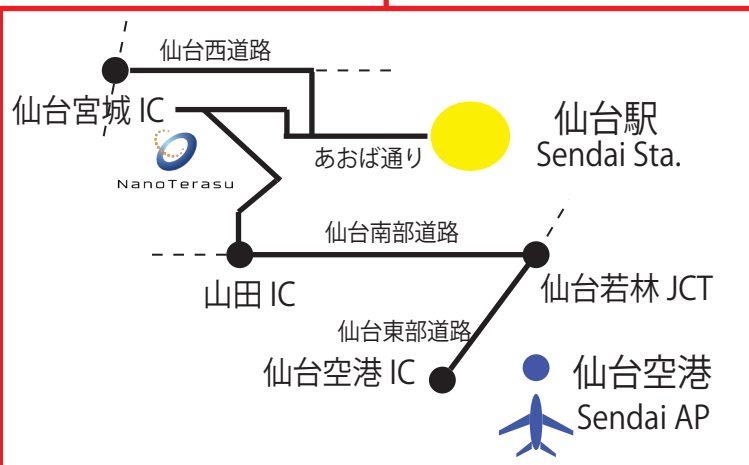 仙台西道路
仙台宮城 IC
NanoTerasu
あおば通り
仙台駅
Sendai Sta.
仙台南部道路
山田 IC
仙台若林 JCT
仙台東部道路
仙台空港 IC
仙台空港
Sendai AP